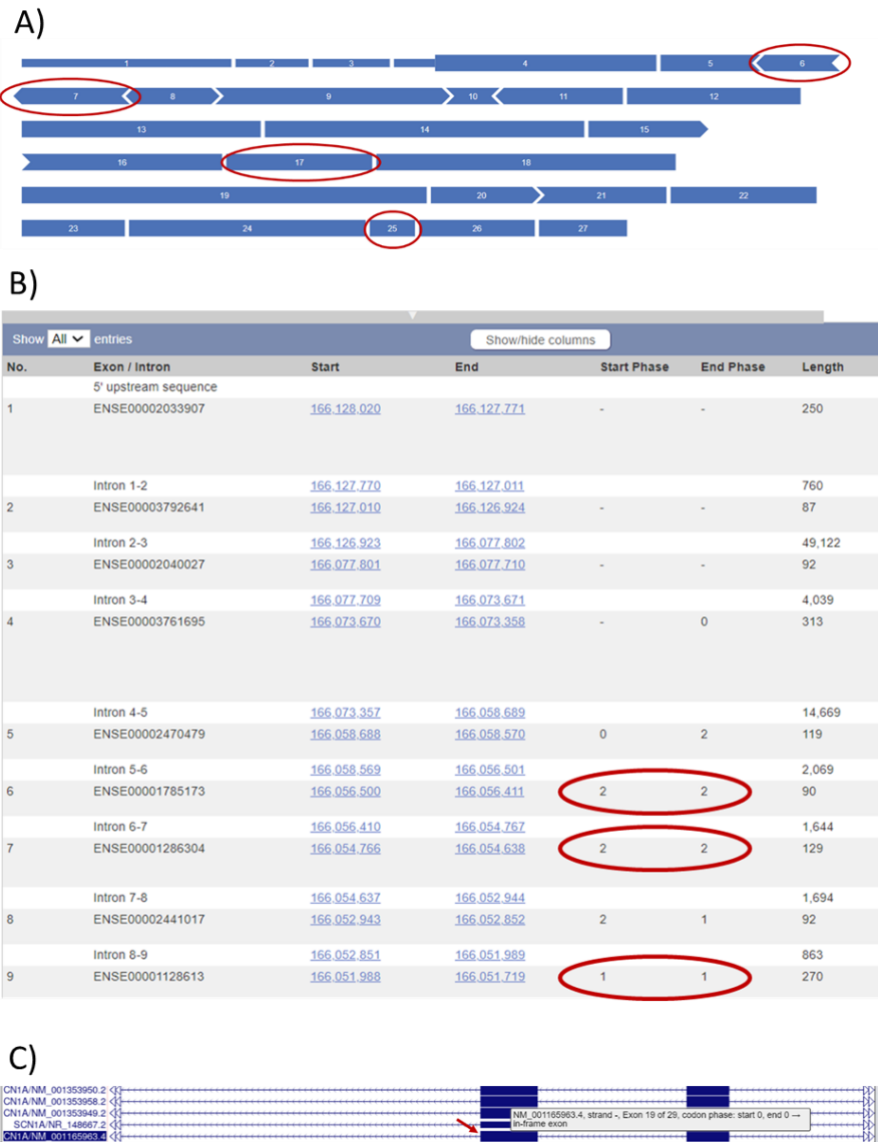 A)
1 2 3 4 5 6
7 8 9 10 11 12
13 14 15
16 17 18
19 20 21 22
23 24 25 26 27
B)
Show All entries Show/hide columns
No. Exon / Intron Start End Start Phase End Phase Length
5' upstream sequence
1 ENSE00002033907 166,128,020 166,127,771 - - 250
Intron 1-2 166,127,770 166,127,011 760
2 ENSE00003792641 166,127,010 166,126,924 - - 87
Intron 2-3 166,126,923 166,077,802 49,122
3 ENSE00002040027 166,077,801 166,077,710 - - 92
Intron 3-4 166,077,709 166,073,671 4,039
4 ENSE00003761695 166,073,670 166,073,358 - 0 313
Intron 4-5 166,073,357 166,058,689 14,669
5 ENSE00002470479 166,058,688 166,058,570 0 2 119
Intron 5-6 166,058,569 166,056,501 2,069
6 ENSE00001785173 166,056,500 166,056,411 2 2 90
Intron 6-7 166,056,410 166,054,767 1,644
7 ENSE00001286304 166,054,766 166,054,638 2 2 129
Intron 7-8 166,054,637 166,052,944 1,694
8 ENSE00002441017 166,052,943 166,052,852 2 1 92
Intron 8-9 166,052,851 166,051,989 863
9 ENSE00001128613 166,051,988 166,051,719 1 1 270
C)
CN1A/NM_001353950.2
CN1A/NM_001353958.2
CN1A/NM_001353949.2
SCN1A/NR_148667.2
CN1A/NM_001165963.4
NM_001165963.4, strand -, Exon 19 of 29, codon phase: start 0, end 0 →
in-frame exon